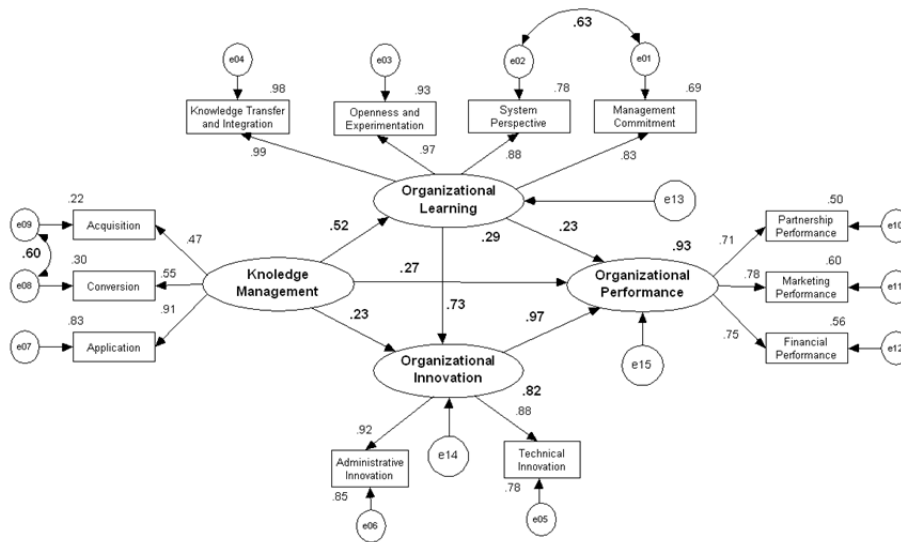 .63
e04
e03
e02
e01
.98
.93
.78
.69
Knowledge Transfer
and Integration
Openness and
Experimentation
System
Perspective
Management
Commitment
.99
.97
.88
.83
Organizational
Learning
e13
.22
e09
Acquisition
.47
.60
.52
.29
.23
.50
Partnership
Performance
e10
.71
.93
.30
e08
Conversion
.55
Knoledge
Management
.27
Organizational
Performance
.60
.78
Marketing
Performance
e11
.83
e07
Application
.91
.23
.73
.97
.56
.75
Financial
Performance
e12
e15
Organizational
Innovation
.82
.92
.88
e14
Administrative
Innovation
.85
e06
Technical
Innovation
.78
e05